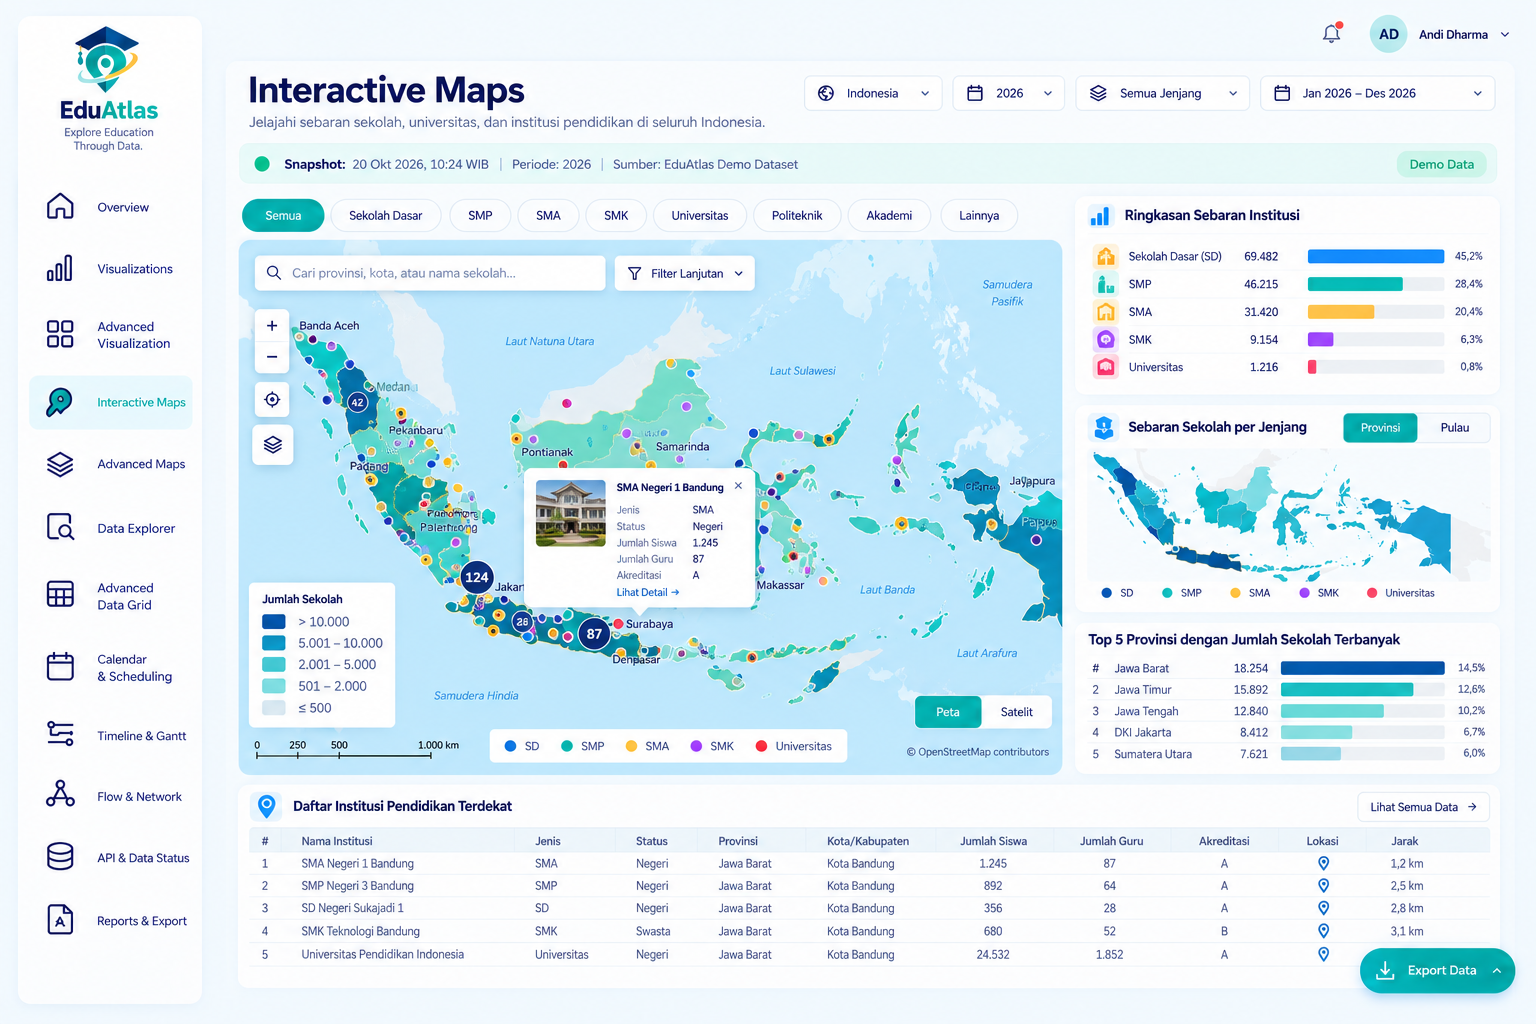 EduAtlas
Explore Education
Through Data.
Overview
Visualizations
Advanced
Visualization
Interactive Maps
Advanced Maps
Data Explorer
Advanced
Data Grid
Calendar
& Scheduling
Timeline & Gantt
Flow & Network
API & Data Status
Reports & Export
AD
Andi Dharma
Interactive Maps
Jelajahi sebaran sekolah, universitas, dan institusi pendidikan di seluruh Indonesia.
Indonesia
2026
Semua Jenjang
Jan 2026 – Des 2026
Snapshot: 20 Okt 2026, 10:24 WIB | Periode: 2026 | Sumber: EduAtlas Demo Dataset
Demo Data
Semua
Sekolah Dasar
SMP
SMA
SMK
Universitas
Politeknik
Akademi
Lainnya
Cari provinsi, kota, atau nama sekolah...
Filter Lanjutan
+
−
Banda Aceh
Medan
42
Pekanbaru
Padang
Palembang
124
Jakart
28
87
Surabaya
Denpasar
Pontianak
Samarinda
Makassar
Jayapura
Papua
Laut Natuna Utara
Laut Sulawesi
Samudera
Pasifik
Laut Banda
Laut Arafura
Samudera Hindia
SMA Negeri 1 Bandung
Jenis SMA
Status Negeri
Jumlah Siswa 1.245
Jumlah Guru 87
Akreditasi A
Lihat Detail →
Jumlah Sekolah
> 10.000
5.001 – 10.000
2.001 – 5.000
501 – 2.000
≤ 500
0 250 500 1.000 km
SD SMP SMA SMK Universitas
Peta
Satelit
© OpenStreetMap contributors
Ringkasan Sebaran Institusi
Sekolah Dasar (SD) 69.482 45,2%
SMP 46.215 28,4%
SMA 31.420 20,4%
SMK 9.154 6,3%
Universitas 1.216 0,8%
Sebaran Sekolah per Jenjang
Provinsi
Pulau
SD SMP SMA SMK Universitas
Top 5 Provinsi dengan Jumlah Sekolah Terbanyak
# Jawa Barat 18.254 14,5%
2 Jawa Timur 15.892 12,6%
3 Jawa Tengah 12.840 10,2%
4 DKI Jakarta 8.412 6,7%
5 Sumatera Utara 7.621 6,0%
Daftar Institusi Pendidikan Terdekat
Lihat Semua Data →
# Nama Institusi Jenis Status Provinsi Kota/Kabupaten Jumlah Siswa Jumlah Guru Akreditasi Lokasi Jarak
1 SMA Negeri 1 Bandung SMA Negeri Jawa Barat Kota Bandung 1.245 87 A 1,2 km
2 SMP Negeri 3 Bandung SMP Negeri Jawa Barat Kota Bandung 892 64 A 2,5 km
3 SD Negeri Sukajadi 1 SD Negeri Jawa Barat Kota Bandung 356 28 A 2,8 km
4 SMK Teknologi Bandung SMK Swasta Jawa Barat Kota Bandung 680 52 B 3,1 km
5 Universitas Pendidikan Indonesia Universitas Negeri Jawa Barat Kota Bandung 24.532 1.852 A
Export Data